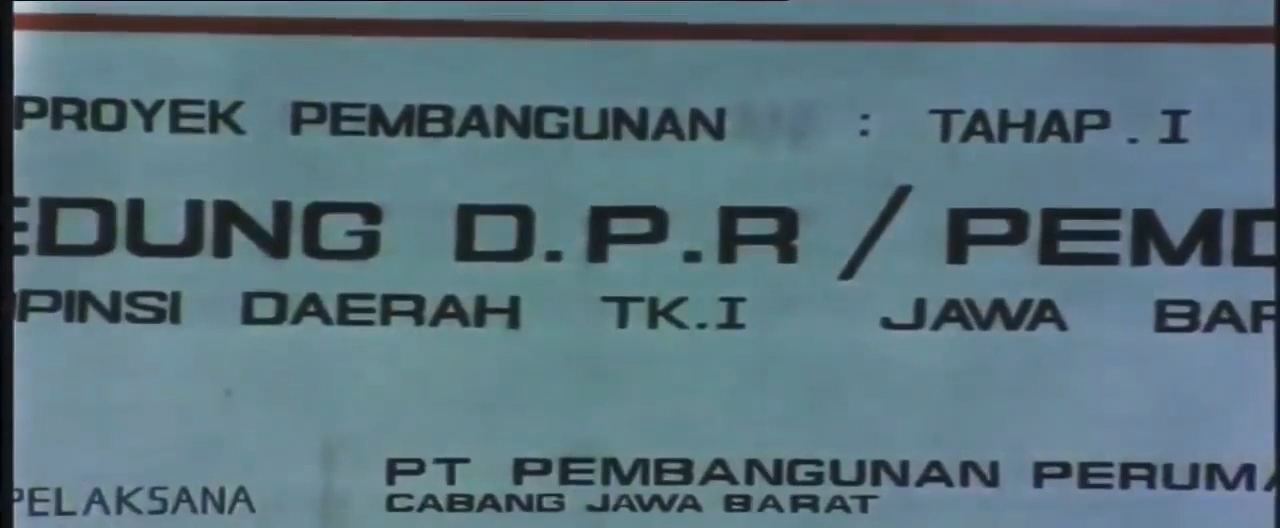 PROYEK PEMBANGUNAN : TAHAP . I
EDUNG D.P.R / PEMD
PINSI DAERAH TK.I JAWA BAR
PELAKSANA PT PEMBANGUNAN PERUMA
CABANG JAWA BARAT